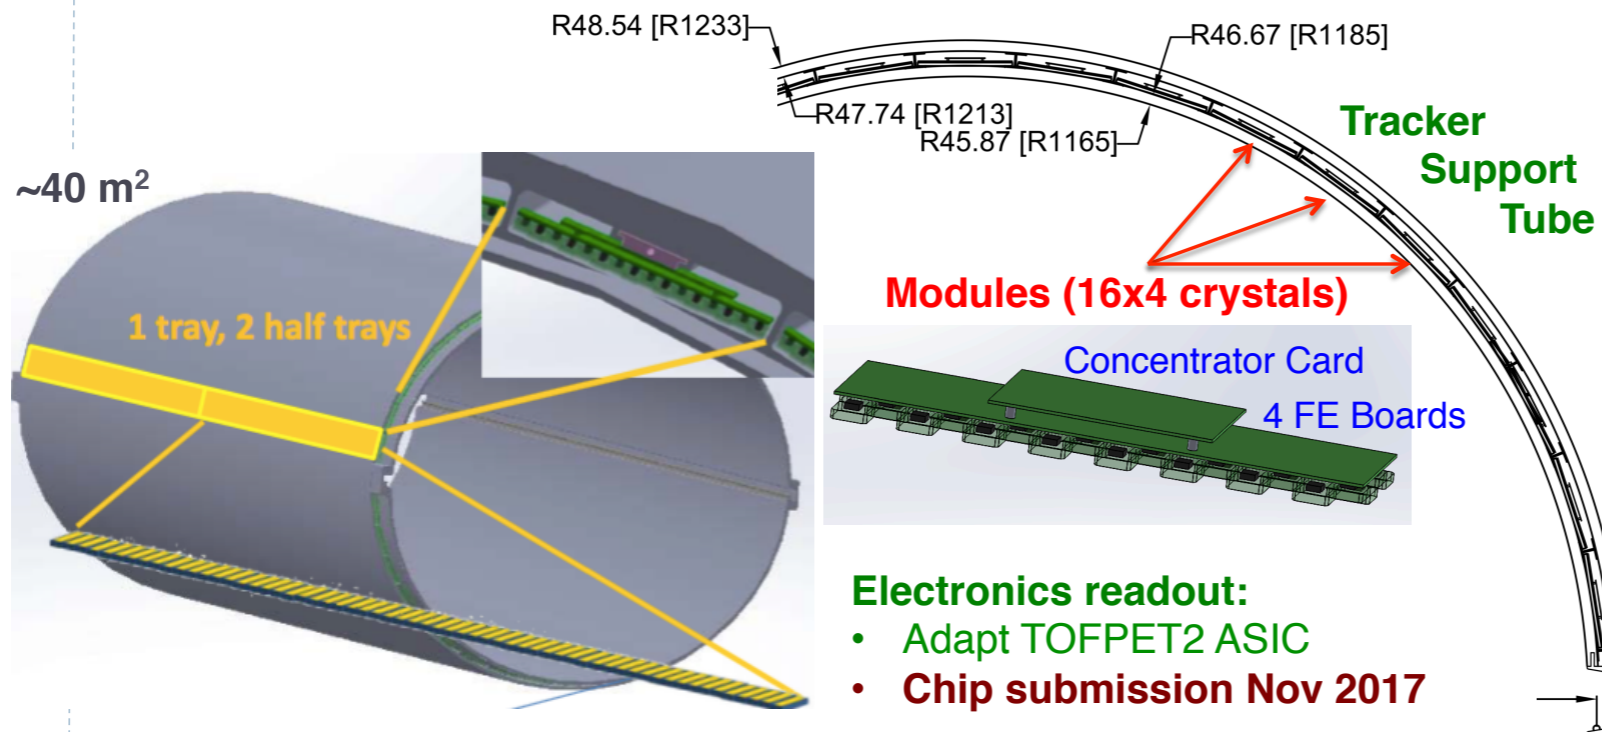 R48.54 [R1233]
R46.67 [R1185]
R47.74 [R1213]
R45.87 [R1165]
Tracker
Support
Tube
~40 m²
1 tray, 2 half trays
Modules (16x4 crystals)
Concentrator Card
4 FE Boards
Electronics readout:
• Adapt TOFPET2 ASIC
• Chip submission Nov 2017